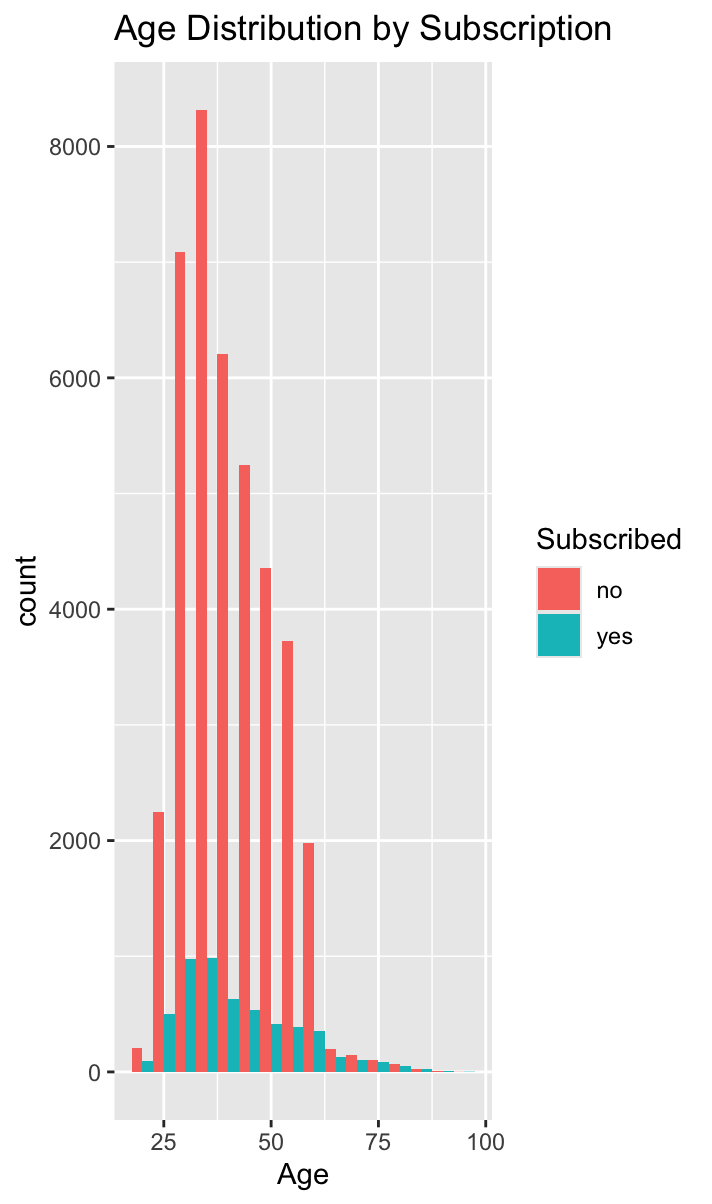 Age Distribution by Subscription
8000
6000
4000
2000
0
count
25 50 75 100
Age
Subscribed
no
yes